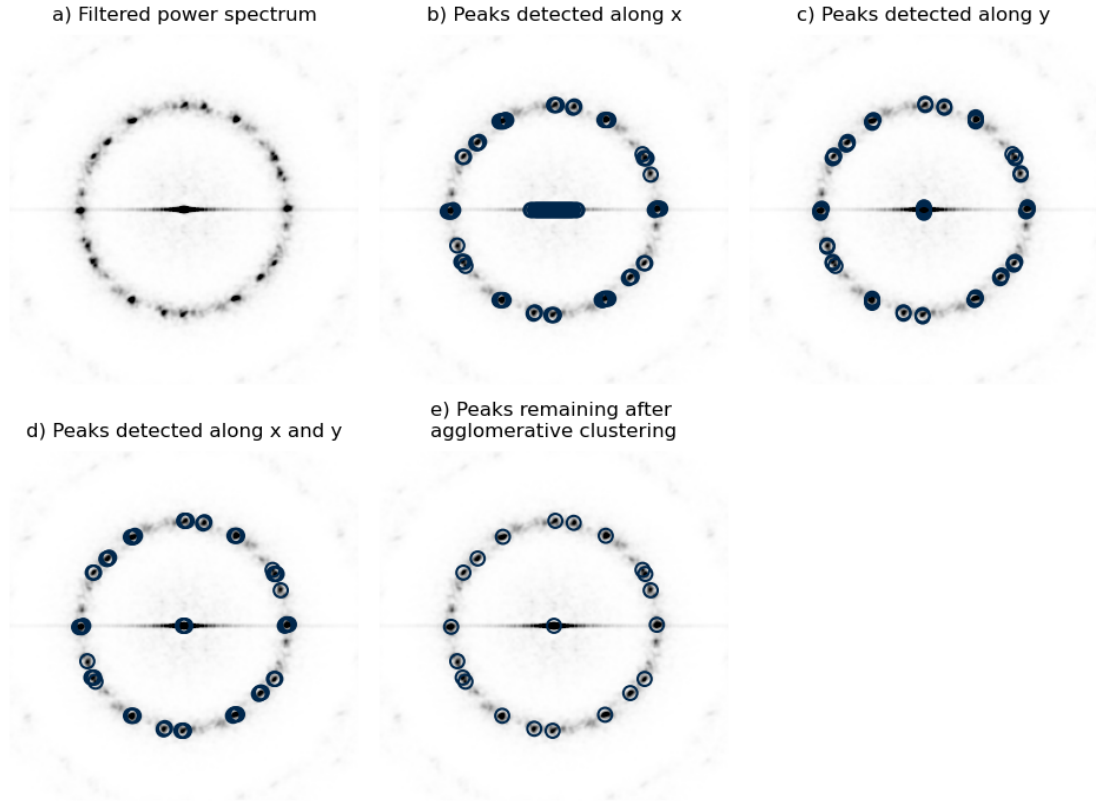 a) Filtered power spectrum
b) Peaks detected along x
c) Peaks detected along y
d) Peaks detected along x and y
e) Peaks remaining after
agglomerative clustering